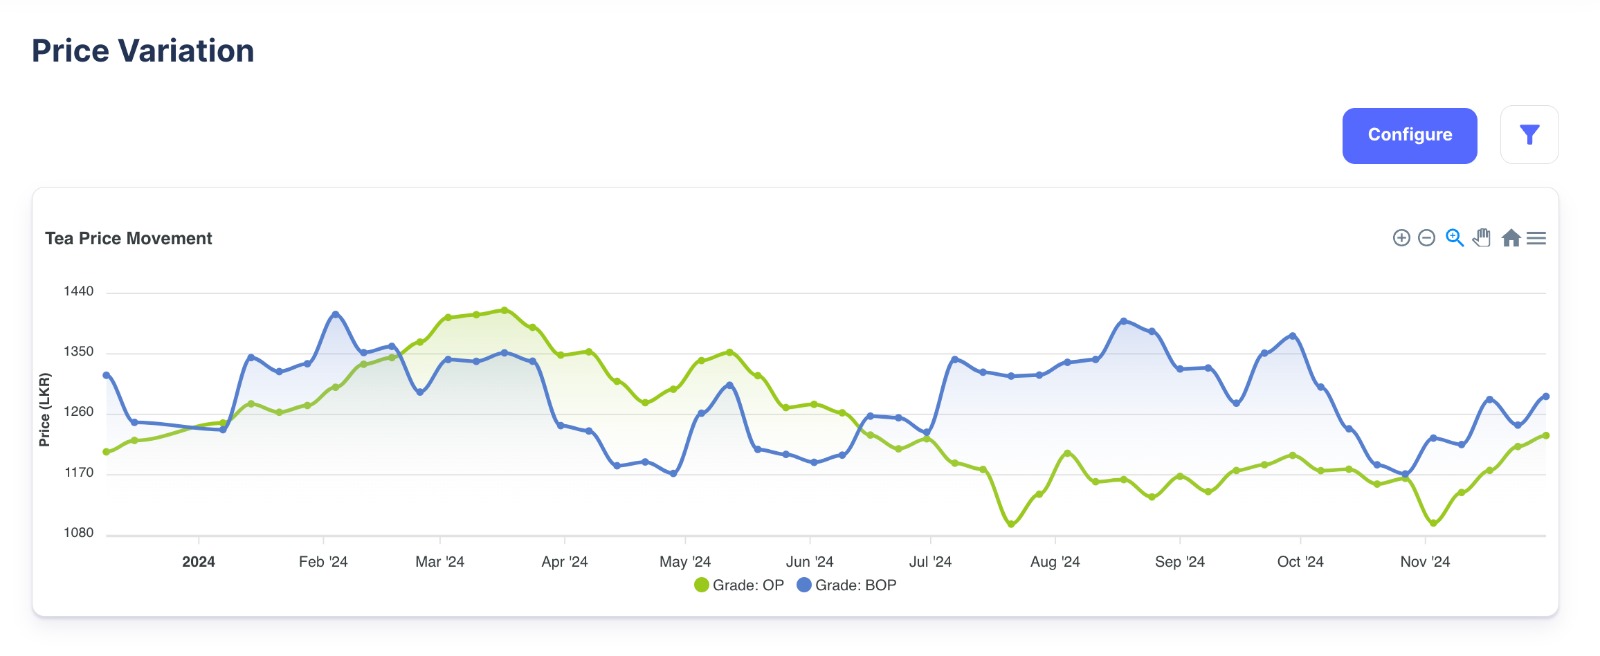 Price Variation
Configure
Tea Price Movement
Price (LKR)
1440
1350
1260
1170
1080
2024 Feb '24 Mar '24 Apr '24 May '24 Jun '24 Jul '24 Aug '24 Sep '24 Oct '24 Nov '24
Grade: OP Grade: BOP